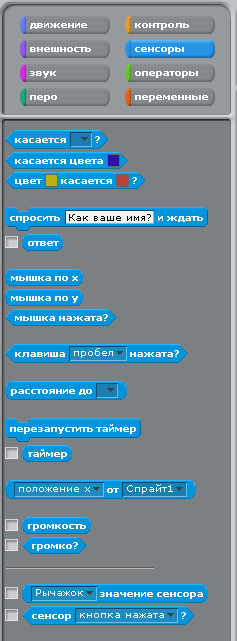 движение контроль
внешность сенсоры
звук операторы
перо переменные
касается ?
касается цвета
цвет касается ?
спросить Как ваше имя? и ждать
ответ
мышка по x
мышка по y
мышка нажата?
клавиша пробел нажата?
расстояние до
перезапустить таймер
таймер
положение x от Спрайт1
громкость
громко?
Рычажок значение сенсора
сенсор кнопка нажата ?